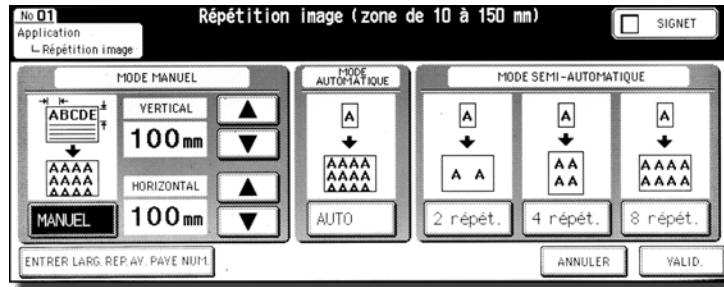 No 01
Application
Répétition image
Répétition image (zone de 10 à 150 mm)
SIGNET
MODE MANUEL
ABCDE
AAAA
AAAA
AAAA
MANUEL
VERTICAL
100mm
HORIZONTAL
100mm
MODE
AUTOMATIQUE
A
AAAA
AAAA
AAAA
AUTO
MODE SEMI-AUTOMATIQUE
A
A A
2 répét.
A
AA
AA
4 répét.
A
AAAA
AAAA
8 répét.
ENTRER LARG. REP. AV. PAVE NUM.
ANNULER
VALID.